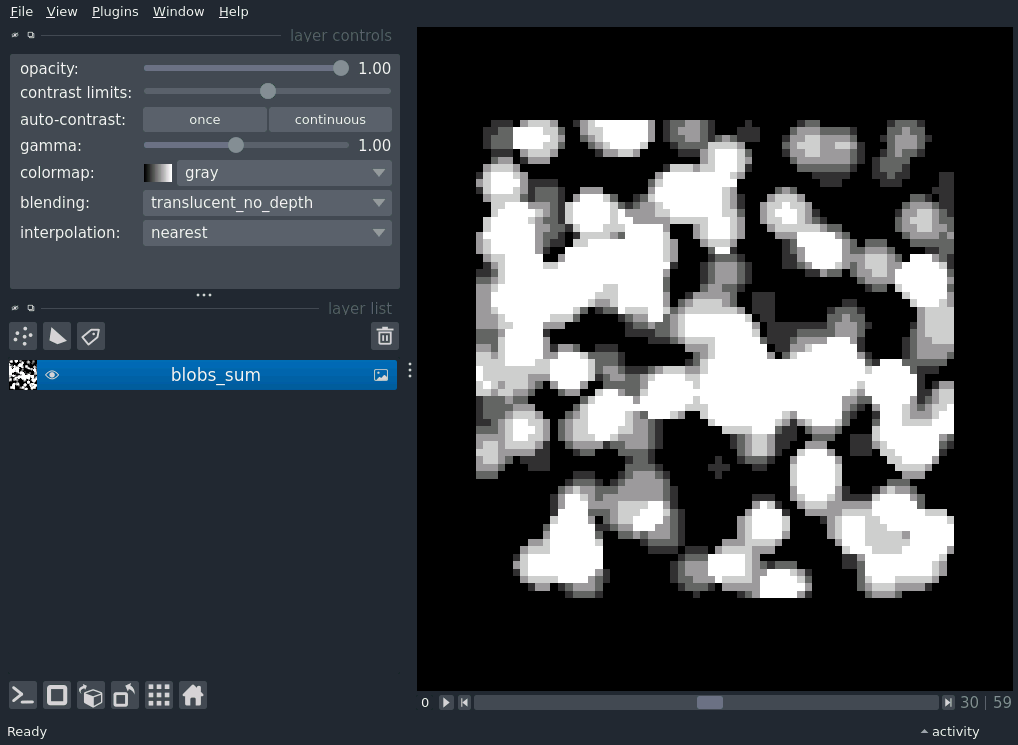 File View Plugins Window Help
layer controls
opacity: 1.00
contrast limits:
auto-contrast: once continuous
gamma: 1.00
colormap: gray
blending: translucent_no_depth
interpolation: nearest
layer list
blobs_sum
0 30 | 59
Ready activity